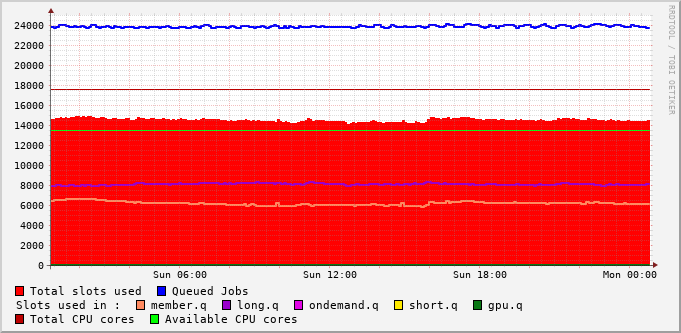 RRDTOOL / TOBI OETIKER
24000
22000
20000
18000
16000
14000
12000
10000
8000
6000
4000
2000
0
Sun 06:00 Sun 12:00 Sun 18:00 Mon 00:00
Total slots used Queued Jobs
Slots used in : member.q long.q ondemand.q short.q gpu.q
Total CPU cores Available CPU cores